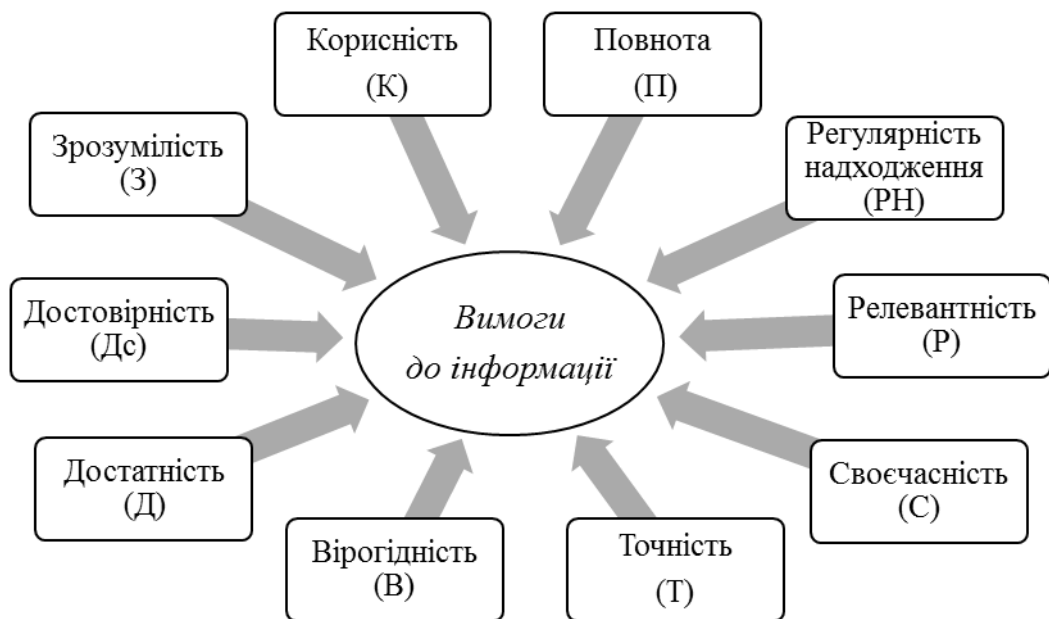 Корисність
(К)
Повнота
(П)
Зрозумілість
(З)
Регулярність
надходження
(РН)
Достовірність
(Дс)
Вимоги
до інформації
Релевантність
(Р)
Достатність
(Д)
Своєчасність
(С)
Вірогідність
(В)
Точність
(Т)